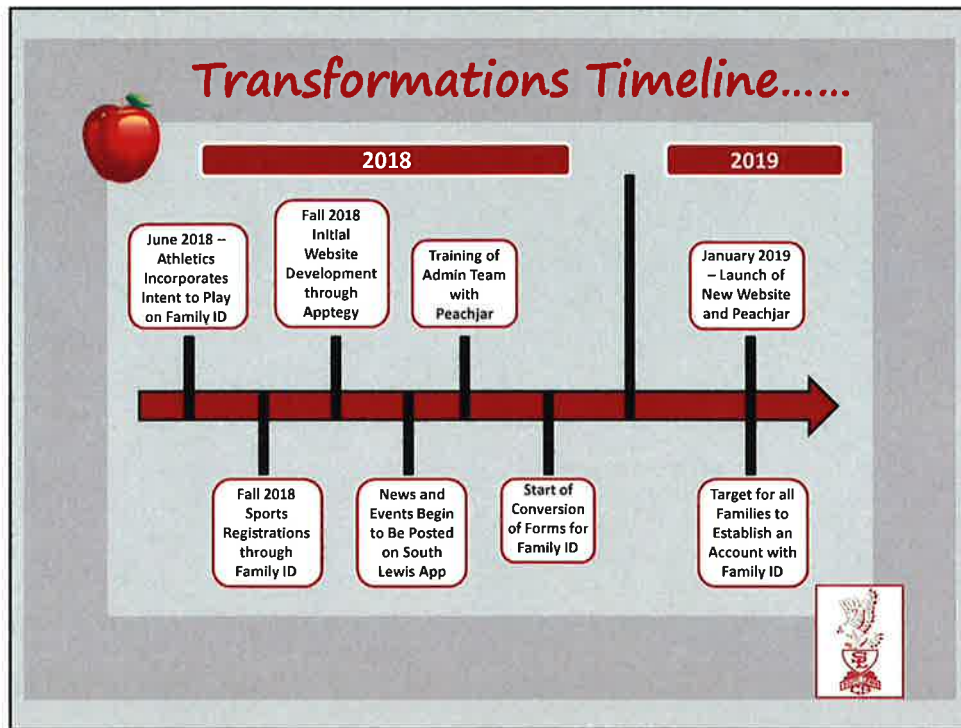 Transformations Timeline......
2018
2019
June 2018 –
Athletics
Incorporates
Intent to Play
on Family ID
Fall 2018
Initial
Website
Development
through
Apptegy
Training of
Admin Team
with
Peachjar
January 2019
– Launch of
New Website
and Peachjar
Fall 2018
Sports
Registrations
through
Family ID
News and
Events Begin
to Be Posted
on South
Lewis App
Start of
Conversion
of Forms for
Family ID
Target for all
Families to
Establish an
Account with
Family ID
SL